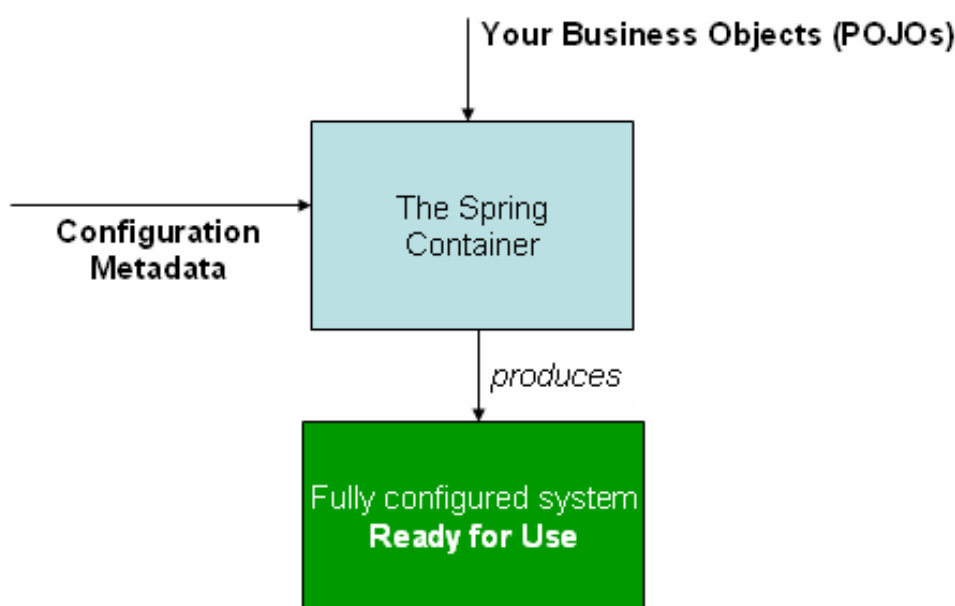 Your Business Objects (POJOs)
The Spring
Container
Configuration
Metadata
produces
Fully configured system
Ready for Use